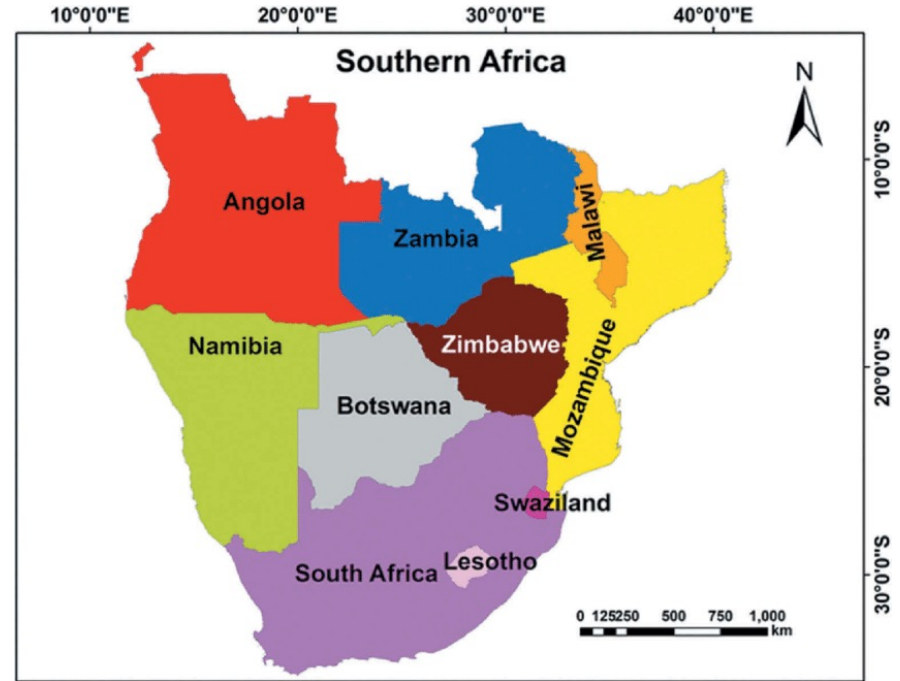 10°0'0"E 20°0'0"E 30°0'0"E 40°0'0"E
Southern Africa
N
10°0'0"S
Angola
Malawi
Zambia
Namibia
Zimbabwe
20°0'0"S
Mozambique
Botswana
Swaziland
Lesotho
South Africa
30°0'0"S
0 125250 500 750 1,000
km